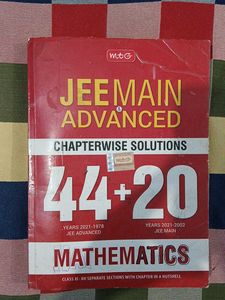 MtG
JEE MAIN
& ADVANCED
CHAPTERWISE SOLUTIONS
44+20
YEARS 2021-1978 YEARS 2021-2002
JEE ADVANCED JEE MAIN
MATHEMATICS
CLASS XI - XII SEPARATE SECTIONS WITH CHAPTER IN A NUTSHELL